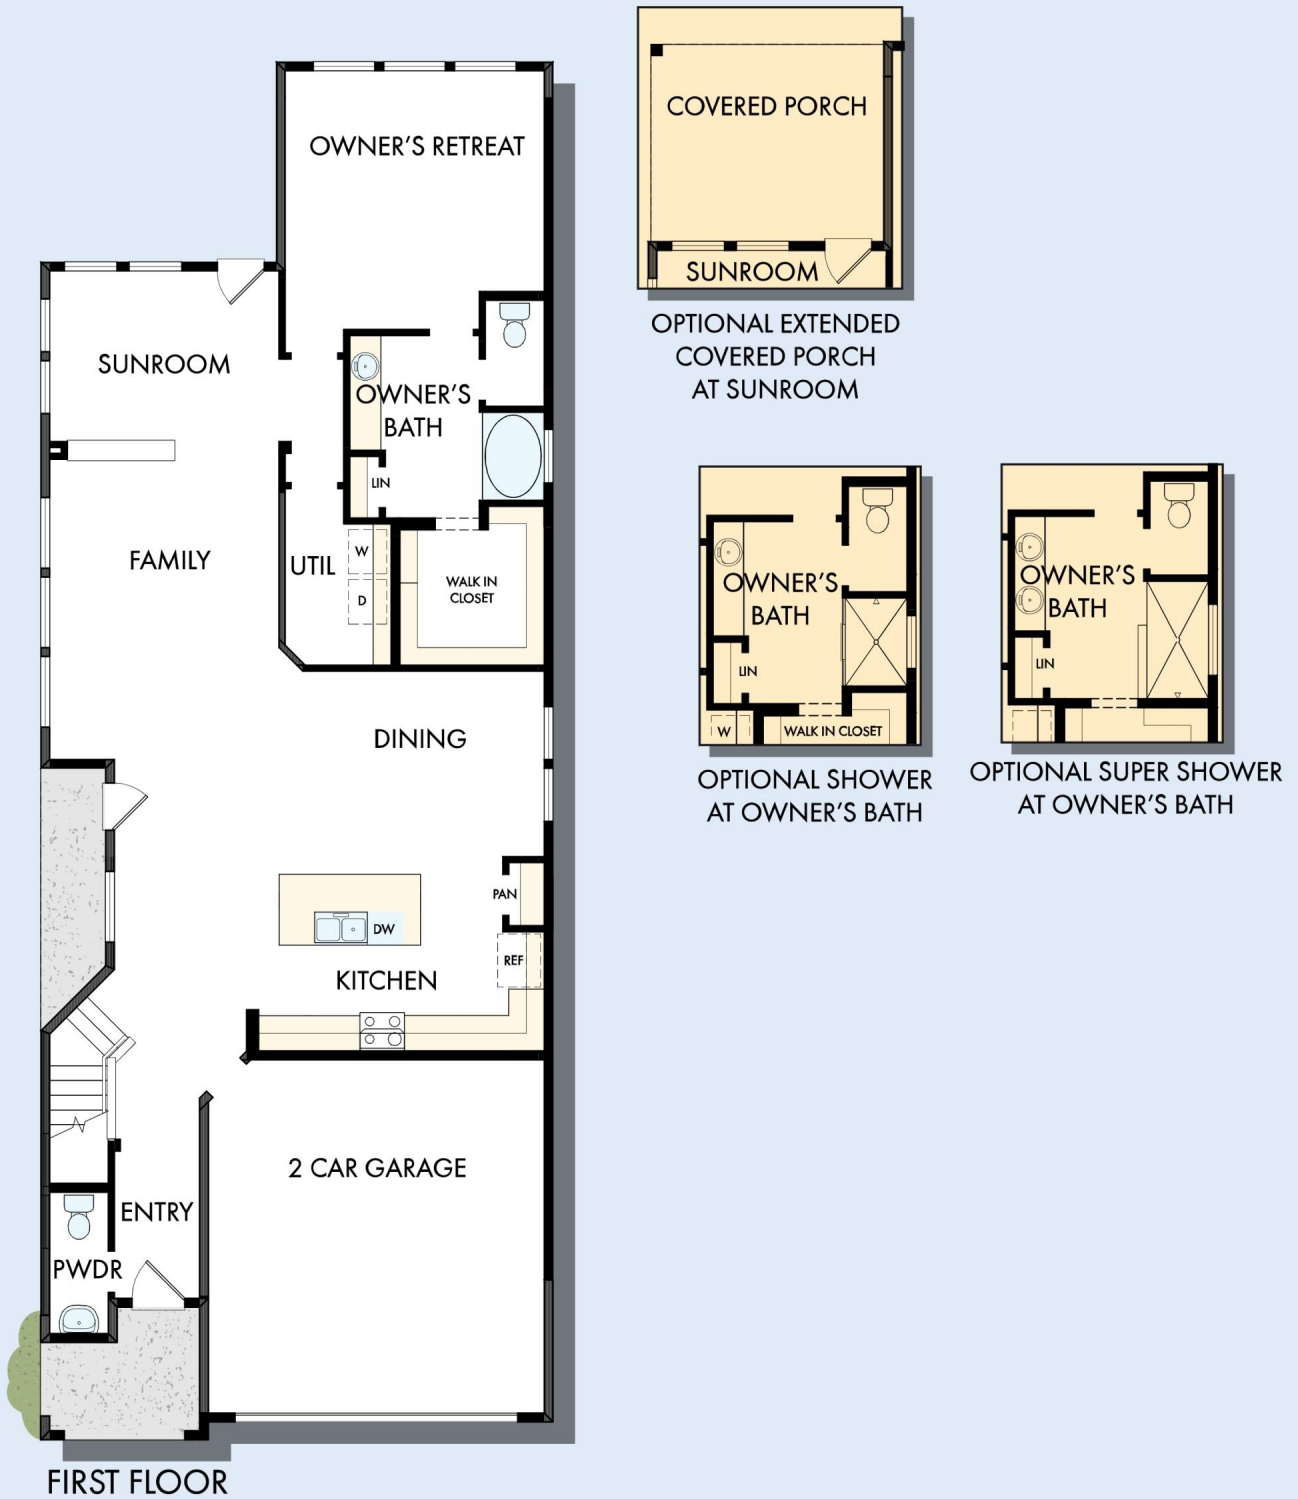 OWNER'S RETREAT
SUNROOM
OWNER'S
BATH
LIN
FAMILY
UTIL
W
D
WALK IN
CLOSET
DINING
PAN
DW
REF
KITCHEN
2 CAR GARAGE
ENTRY
PWDR
FIRST FLOOR
COVERED PORCH
SUNROOM
OPTIONAL EXTENDED
COVERED PORCH
AT SUNROOM
OWNER'S
BATH
LIN
W
WALK IN CLOSET
OPTIONAL SHOWER
AT OWNER'S BATH
OWNER'S
BATH
LIN
OPTIONAL SUPER SHOWER
AT OWNER'S BATH